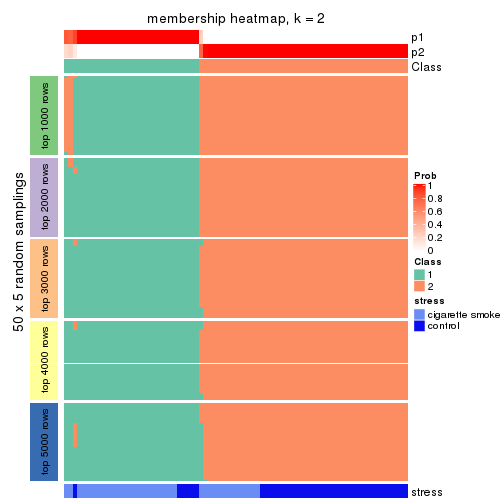 membership heatmap, k = 2
p1
p2
Class
50 x 5 random samplings
top 1000 rows
top 2000 rows
top 3000 rows
top 4000 rows
top 5000 rows
Prob
1
0.8
0.6
0.4
0.2
0
Class
1
2
stress
cigarette smoke
control
stress